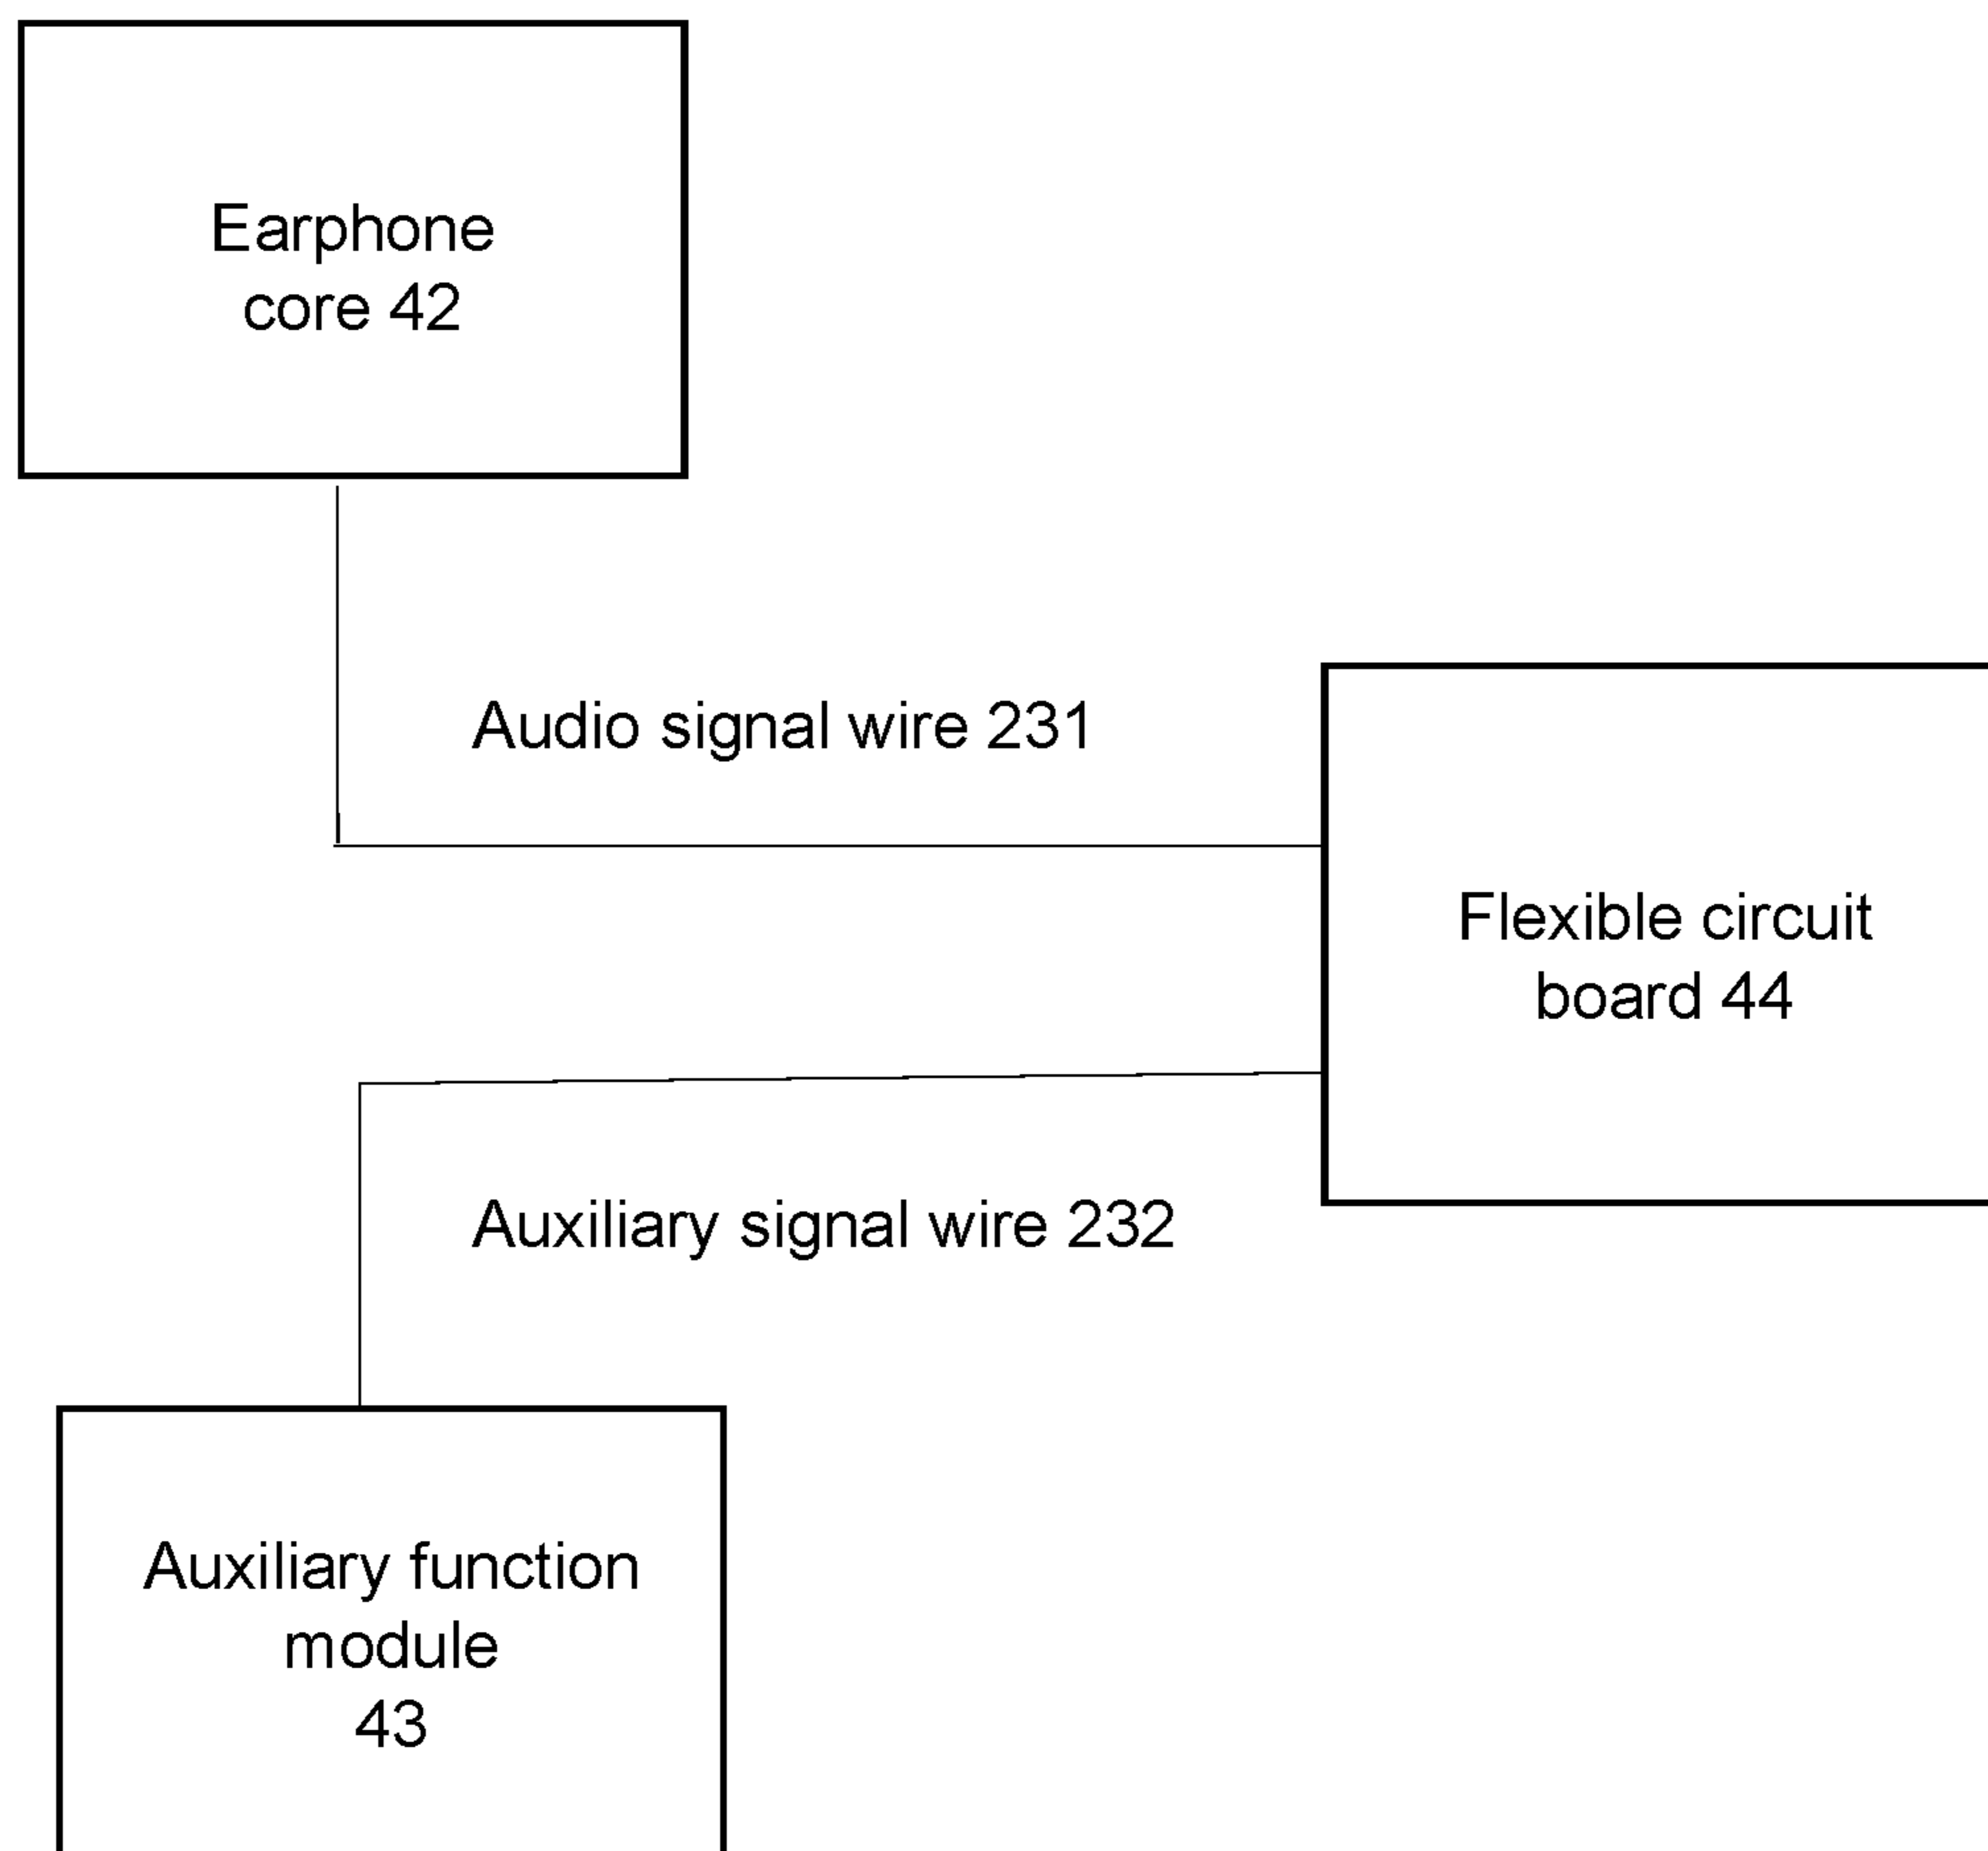 Earphone
core 42
Audio signal wire 231
Flexible circuit
board 44
Auxiliary signal wire 232
Auxiliary function
module
43